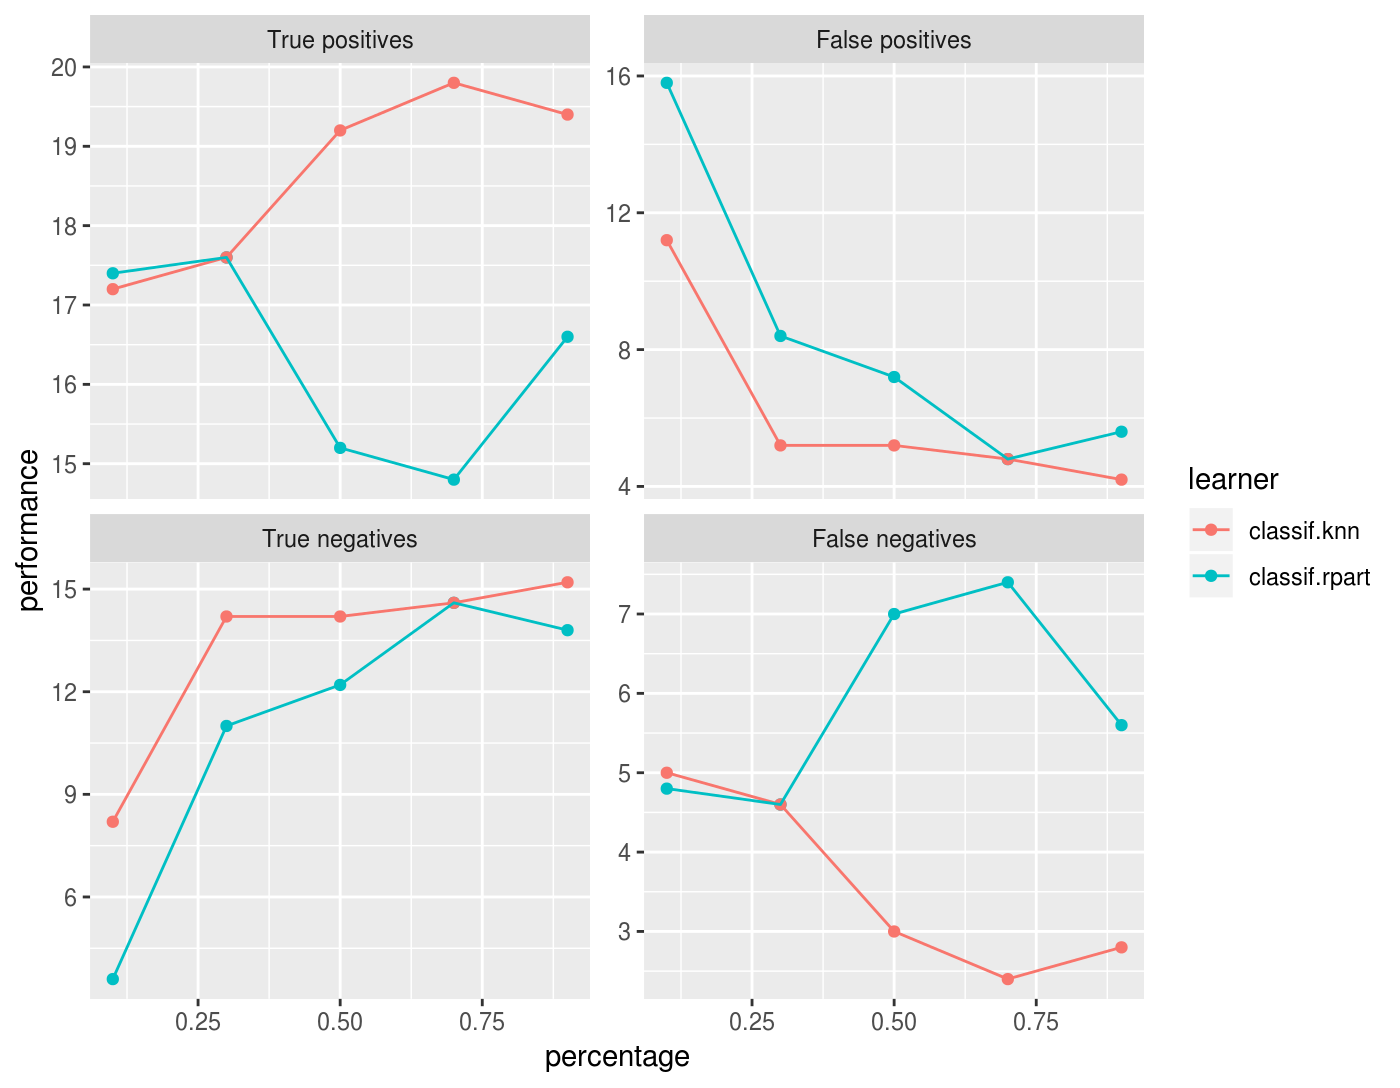 True positives
False positives
20
19
18
17
16
15
16
12
8
4
True negatives
False negatives
15
12
9
6
7
6
5
4
3
0.25 0.50 0.75
0.25 0.50 0.75
percentage
performance
learner
classif.knn
classif.rpart